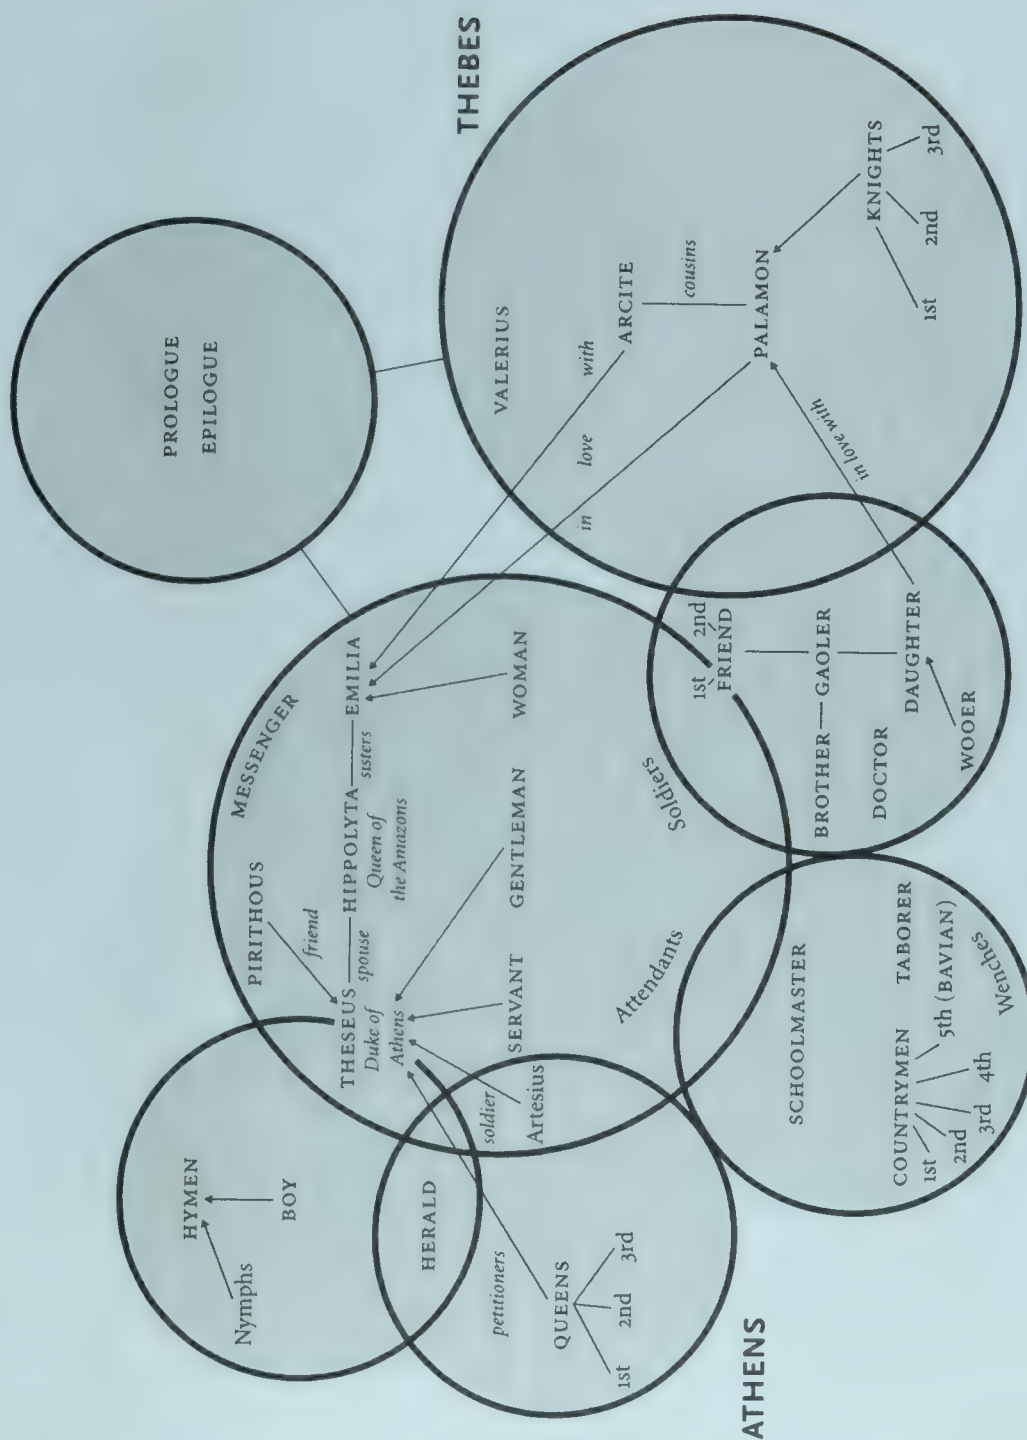 PROLOGUE
EPILOGUE
THEBES
HYMEN
Nymphs
BOY
PIRITHOUS
MESSENGER
friend
THESEUS
spouse
HIPPOLYTA
sisters
EMILIA
Duke of
Athens
Queen of
the Amazons
VALERIUS
in love with
ARCITE
cousins
PALAMON
KNIGHTS
1st
2nd
3rd
HERALD
soldier
Artesius
SERVANT
GENTLEMAN
WOMAN
petitioners
QUEENS
1st
2nd
3rd
Attendants
Soldiers
1st
2nd
FRIEND
in love with
BROTHER
GAOLER
DOCTOR
DAUGHTER
WOOER
SCHOOLMASTER
COUNTRYMEN
TABORER
1st
2nd
3rd
4th
5th (BAVIAN)
Wenches
ATHENS